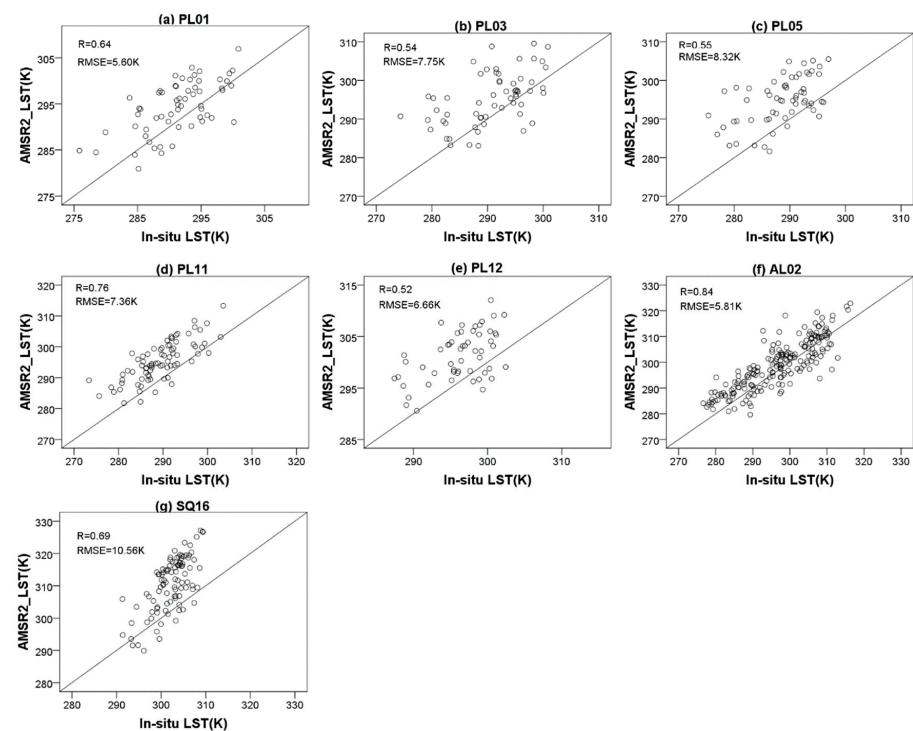 (a) PL01
R=0.64
RMSE=5.60K
305
295
285
275
275
285
295
305
AMSR2_LST(K)
In-situ LST(K)
(b) PL03
R=0.54
RMSE=7.75K
310
300
290
280
270
270
280
290
300
310
AMSR2_LST(K)
In-situ LST(K)
(c) PL05
R=0.55
RMSE=8.32K
310
300
290
280
270
270
280
290
300
310
AMSR2_LST(K)
In-situ LST(K)
(d) PL11
R=0.76
RMSE=7.36K
320
310
300
290
280
270
270
280
290
300
310
320
AMSR2_LST(K)
In-situ LST(K)
(e) PL12
R=0.52
RMSE=6.66K
315
305
295
285
285
295
305
315
AMSR2_LST(K)
In-situ LST(K)
(f) AL02
R=0.84
RMSE=5.81K
330
320
310
300
290
280
270
270
280
290
300
310
320
330
AMSR2_LST(K)
In-situ LST(K)
(g) SQ16
R=0.69
RMSE=10.56K
330
320
310
300
290
280
280
290
300
310
320
330
AMSR2_LST(K)
In-situ LST(K)